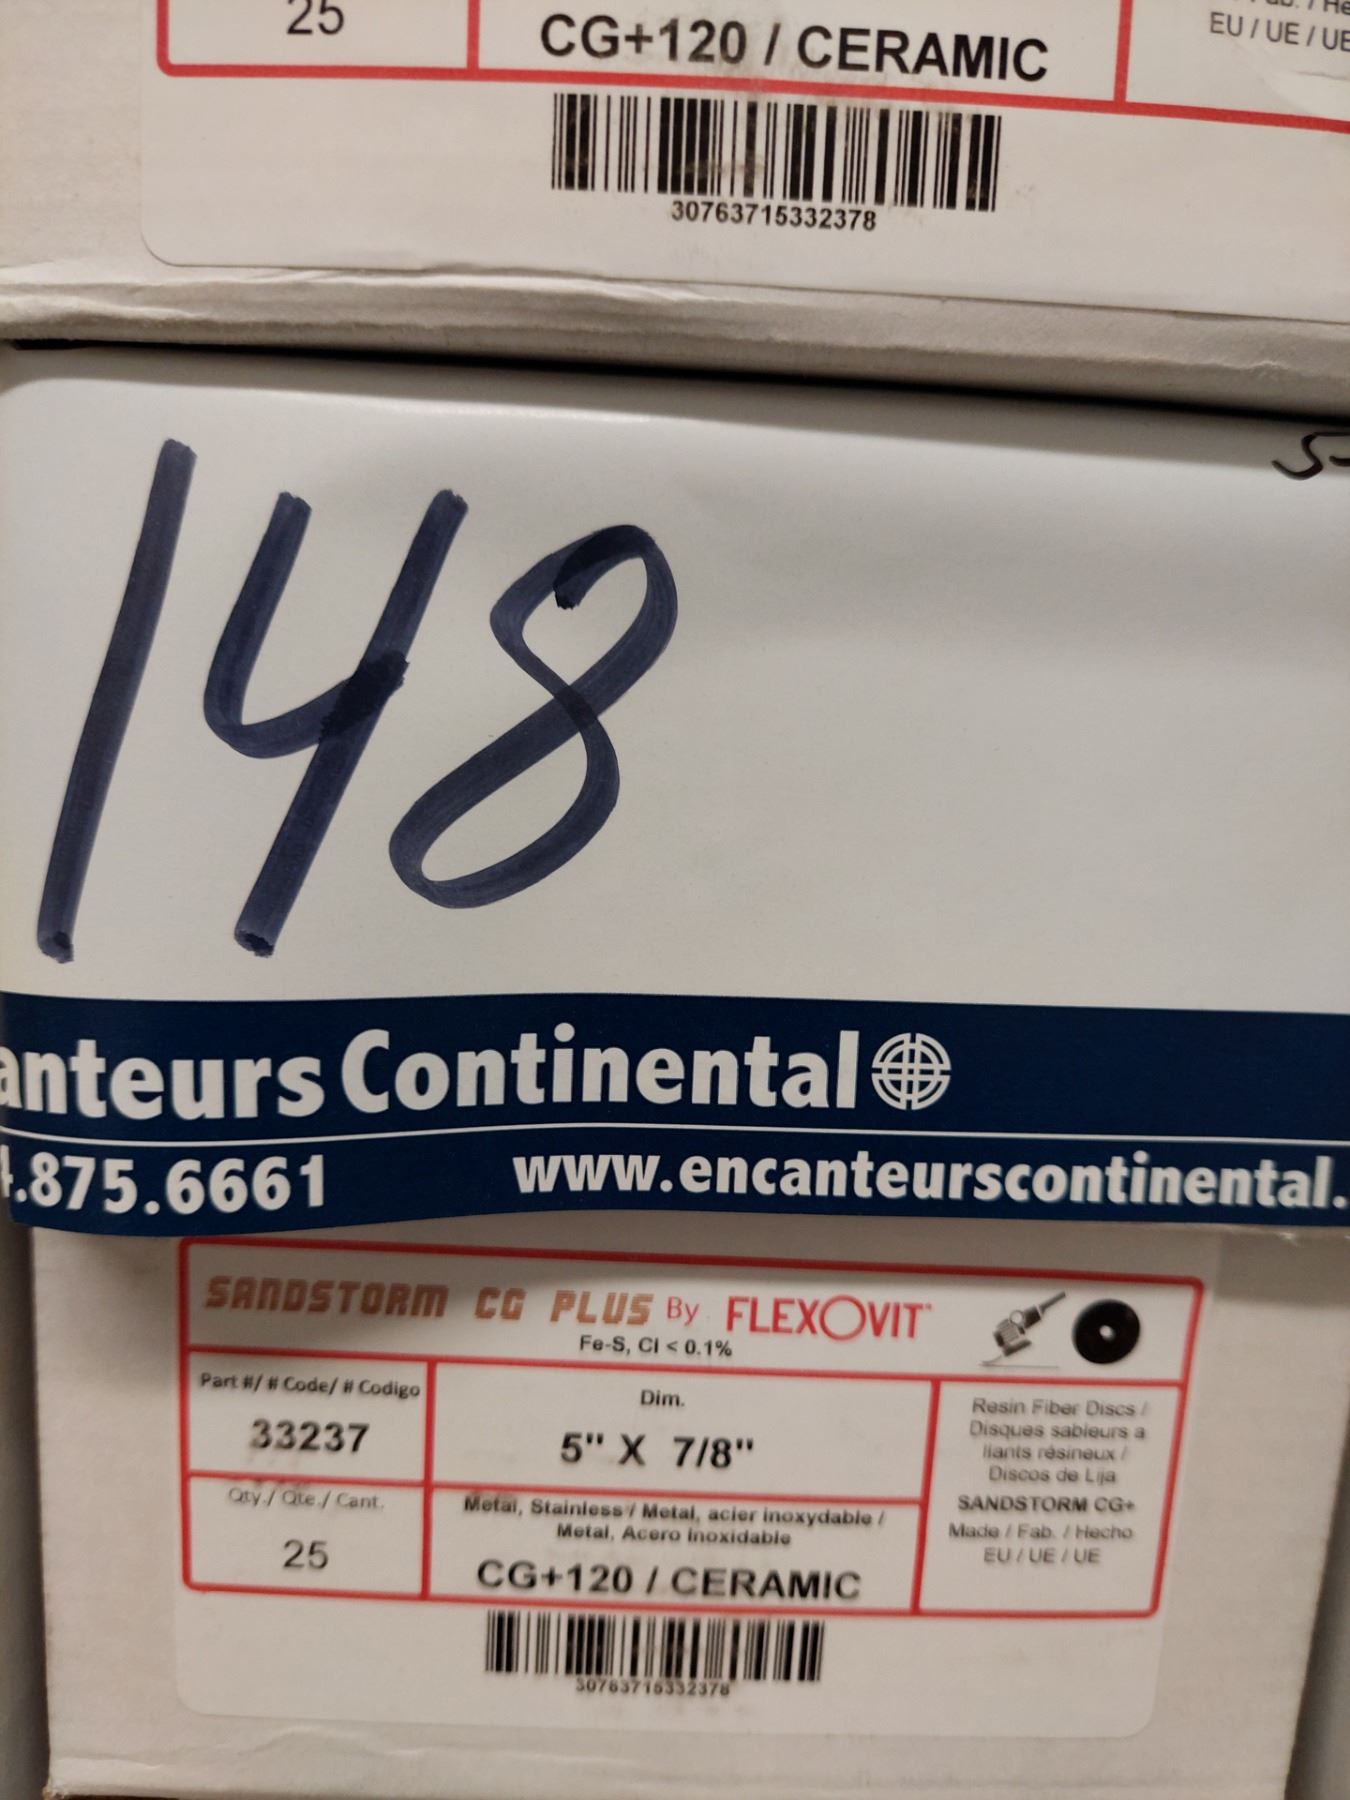 25
CG+120 / CERAMIC
EU / UE / UE
30763715332378
148
anteurs Continental
.875.6661
www.encanteurscontinental.
SANDSTORM CG PLUS By FLEXOVIT
Fe-S, Cl < 0.1%
Part #/ # Code/ # Codigo
33237
Dim.
5" X 7/8"
Resin Fiber Discs /
Disques sableurs a
liants résineux /
Discos de Lija
SANDSTORM CG+
Made / Fab. / Hecho
EU / UE / UE
Qty./ Qte./ Cant.
25
Metal, Stainless / Metal, acier inoxydable /
Metal, Acero Inoxidable
CG+120 / CERAMIC
30763715332378